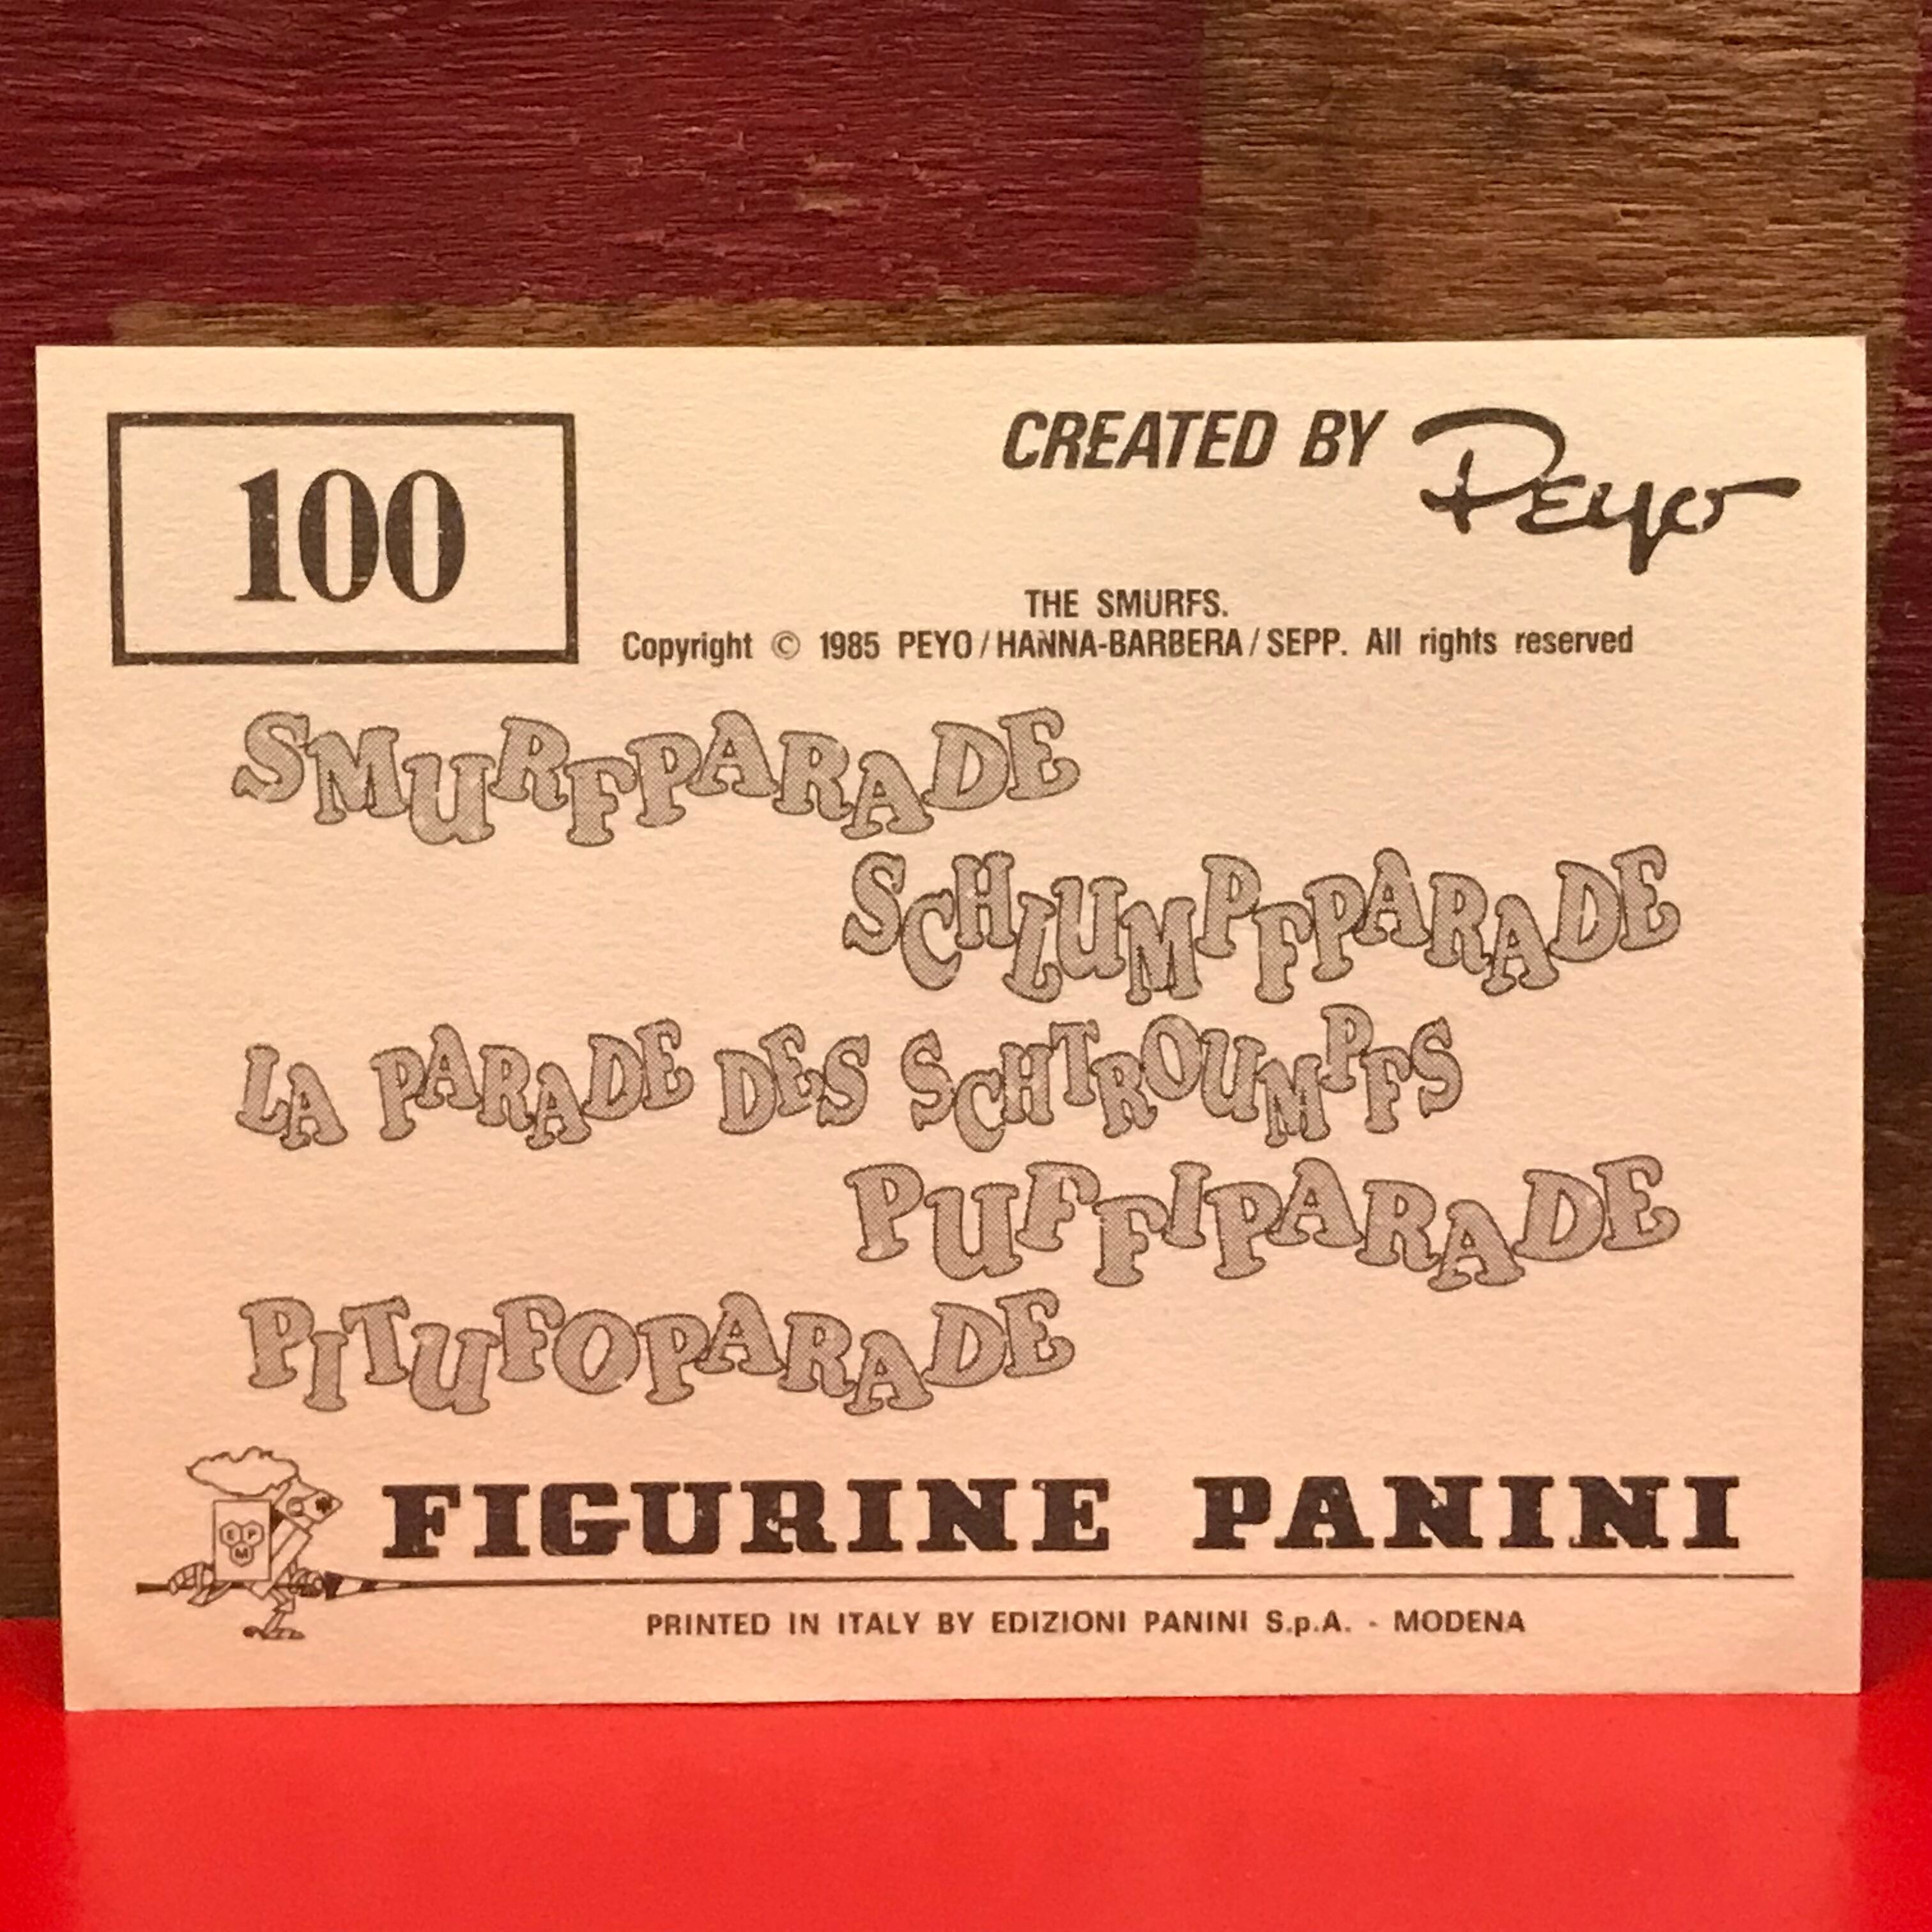 100
CREATED BY Peyo
THE SMURFS.
Copyright © 1985 PEYO/HANNA-BARBERA/SEPP. All rights reserved
SMURFPARADE
SCHLUMPFPARADE
LA PARADE DES SCHTROUMPFS
PUFFIPARADE
PITUFOPARADE
EPM
FIGURINE PANINI
PRINTED IN ITALY BY EDIZIONI PANINI S.p.A. - MODENA